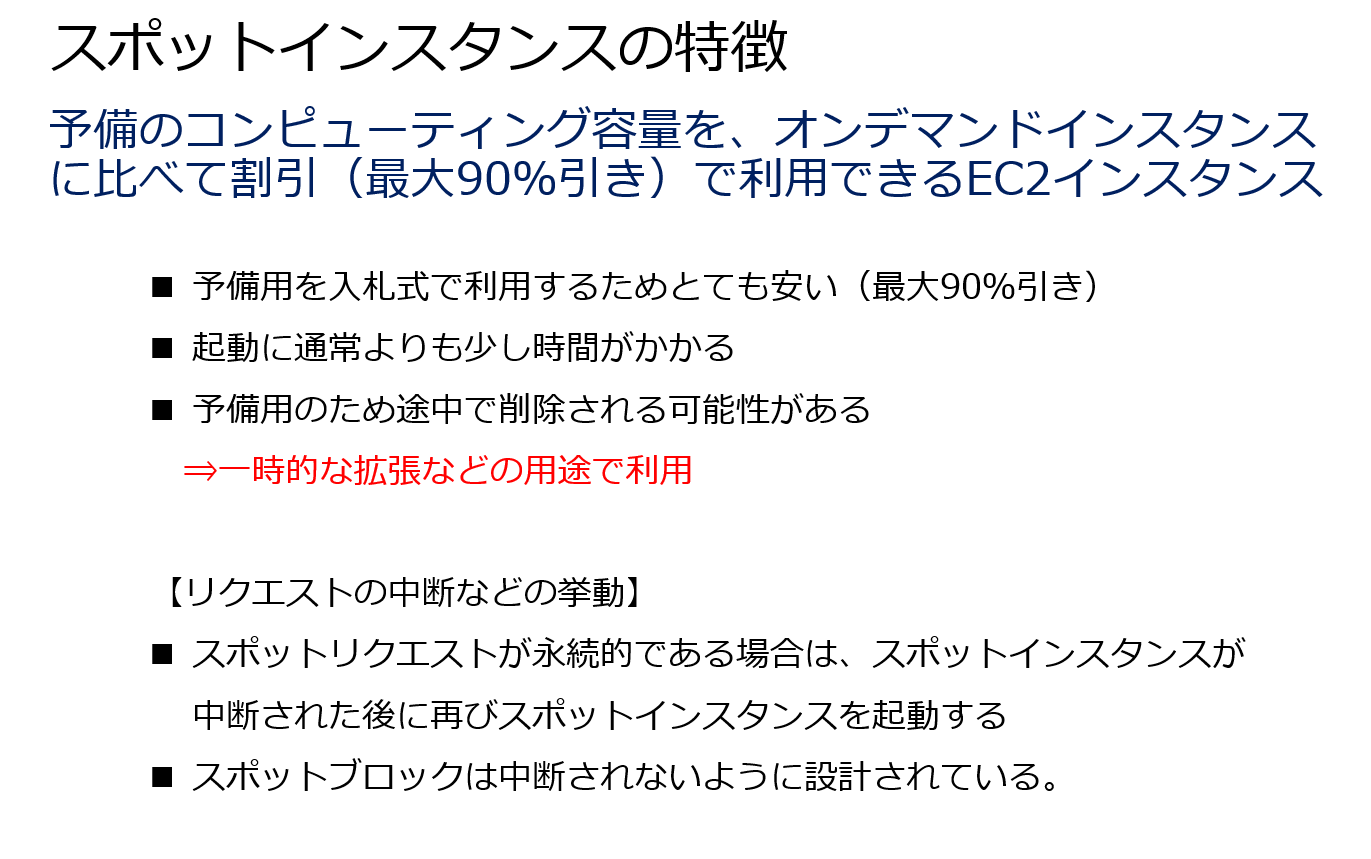 スポットインスタンスの特徴
予備のコンピューティング容量を、オンデマンドインスタンス
に比べて割引（最大90%引き）で利用できるEC2インスタンス
■ 予備用を入札式で利用するためとても安い（最大90%引き）
■ 起動に通常よりも少し時間がかかる
■ 予備用のため途中で削除される可能性がある
⇒一時的な拡張などの用途で利用
【リクエストの中断などの挙動】
■ スポットリクエストが永続的である場合は、スポットインスタンスが
中断された後に再びスポットインスタンスを起動する
■ スポットブロックは中断されないように設計されている。